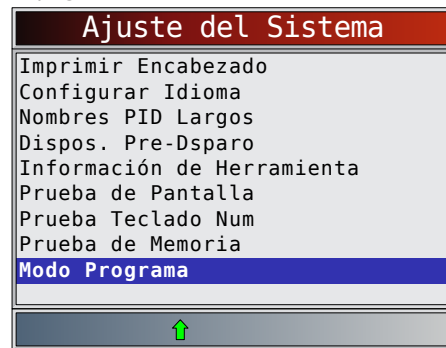 Ajuste del Sistema
Imprimir Encabezado
Configurar Idioma
Nombres PID Largos
Dispos. Pre-Dsparo
Información de Herramienta
Prueba de Pantalla
Prueba Teclado Num
Prueba de Memoria
Modo Programa